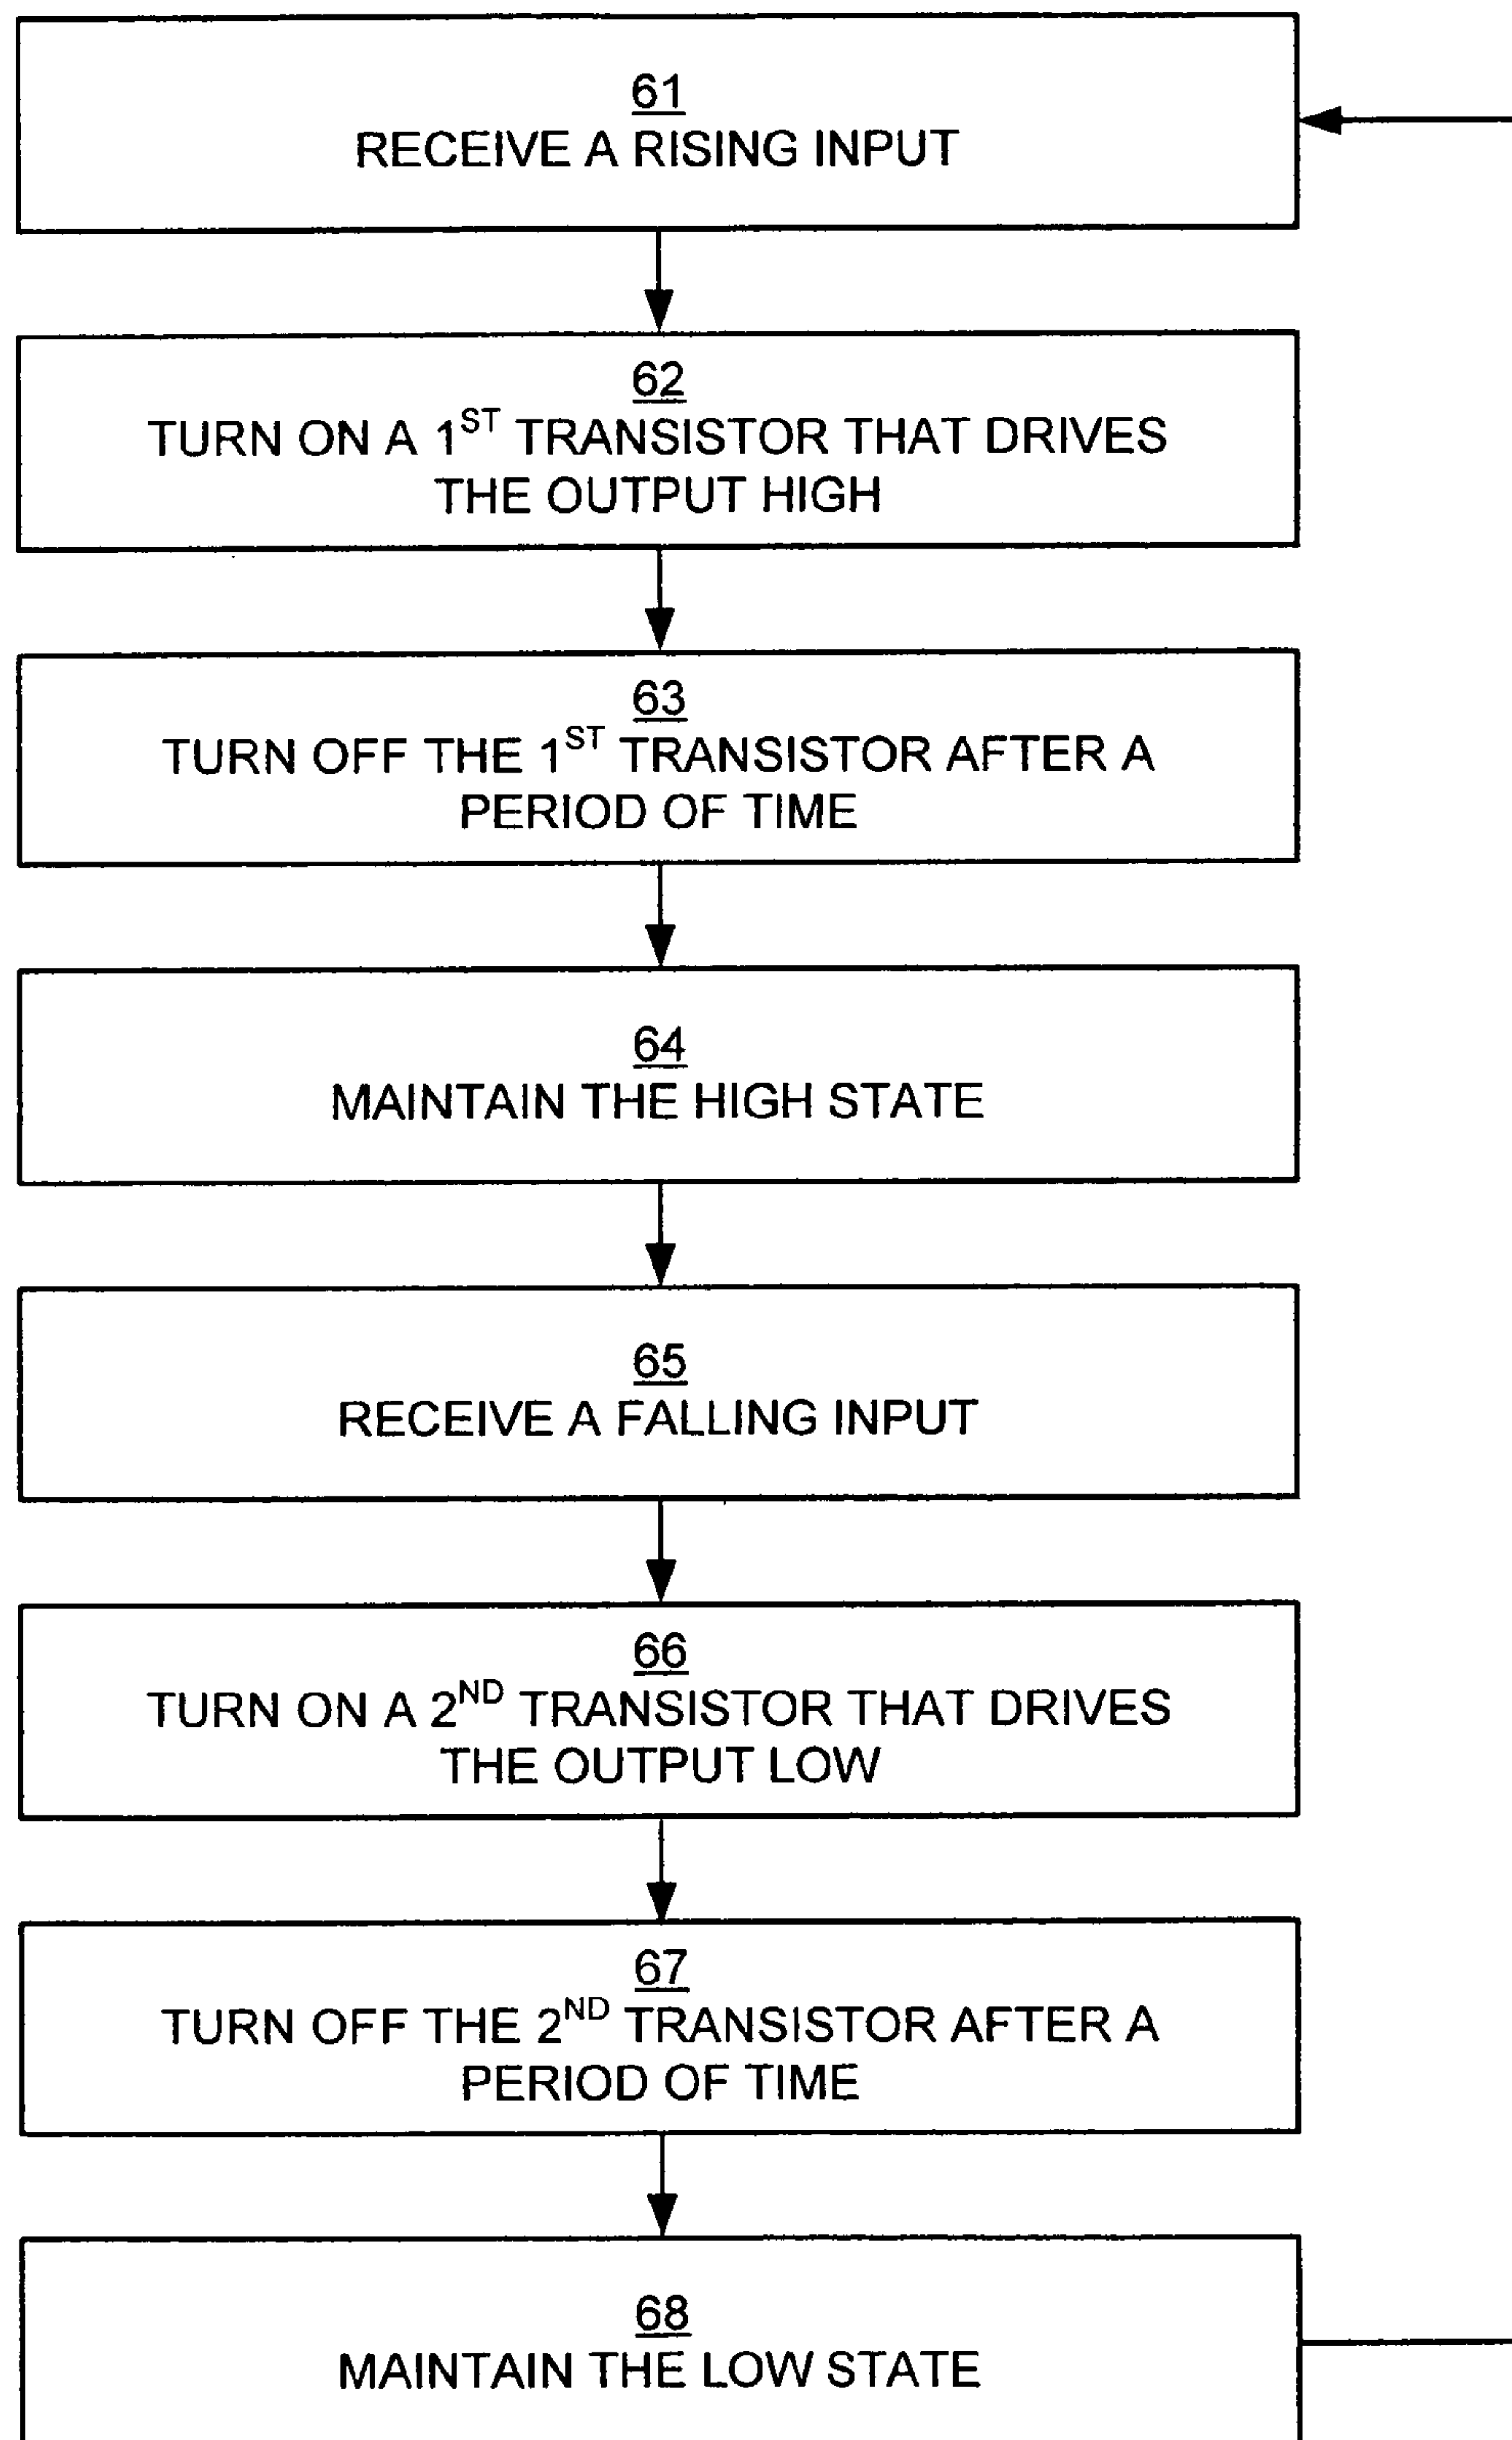 61
RECEIVE A RISING INPUT
62
TURN ON A 1ST TRANSISTOR THAT DRIVES
THE OUTPUT HIGH
63
TURN OFF THE 1ST TRANSISTOR AFTER A
PERIOD OF TIME
64
MAINTAIN THE HIGH STATE
65
RECEIVE A FALLING INPUT
66
TURN ON A 2ND TRANSISTOR THAT DRIVES
THE OUTPUT LOW
67
TURN OFF THE 2ND TRANSISTOR AFTER A
PERIOD OF TIME
68
MAINTAIN THE LOW STATE